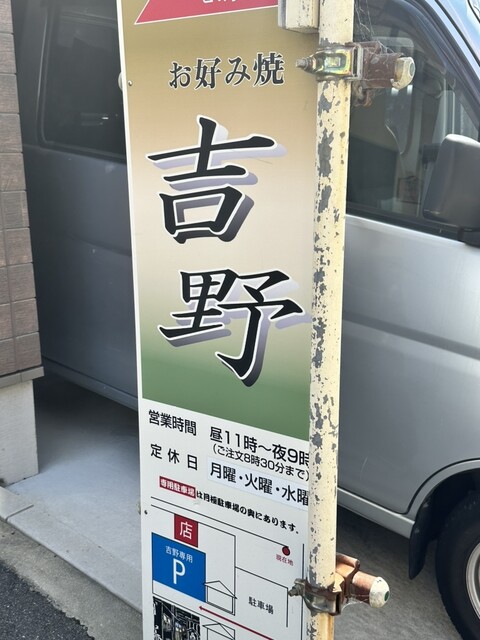 お好み焼
吉野
営業時間 昼11時～夜9時
(ご注文8時30分まで)
定休日 月曜・火曜・水曜
専用駐車場は月極駐車場の奥にあります。
店
吉野専用
P
現在地
駐車場